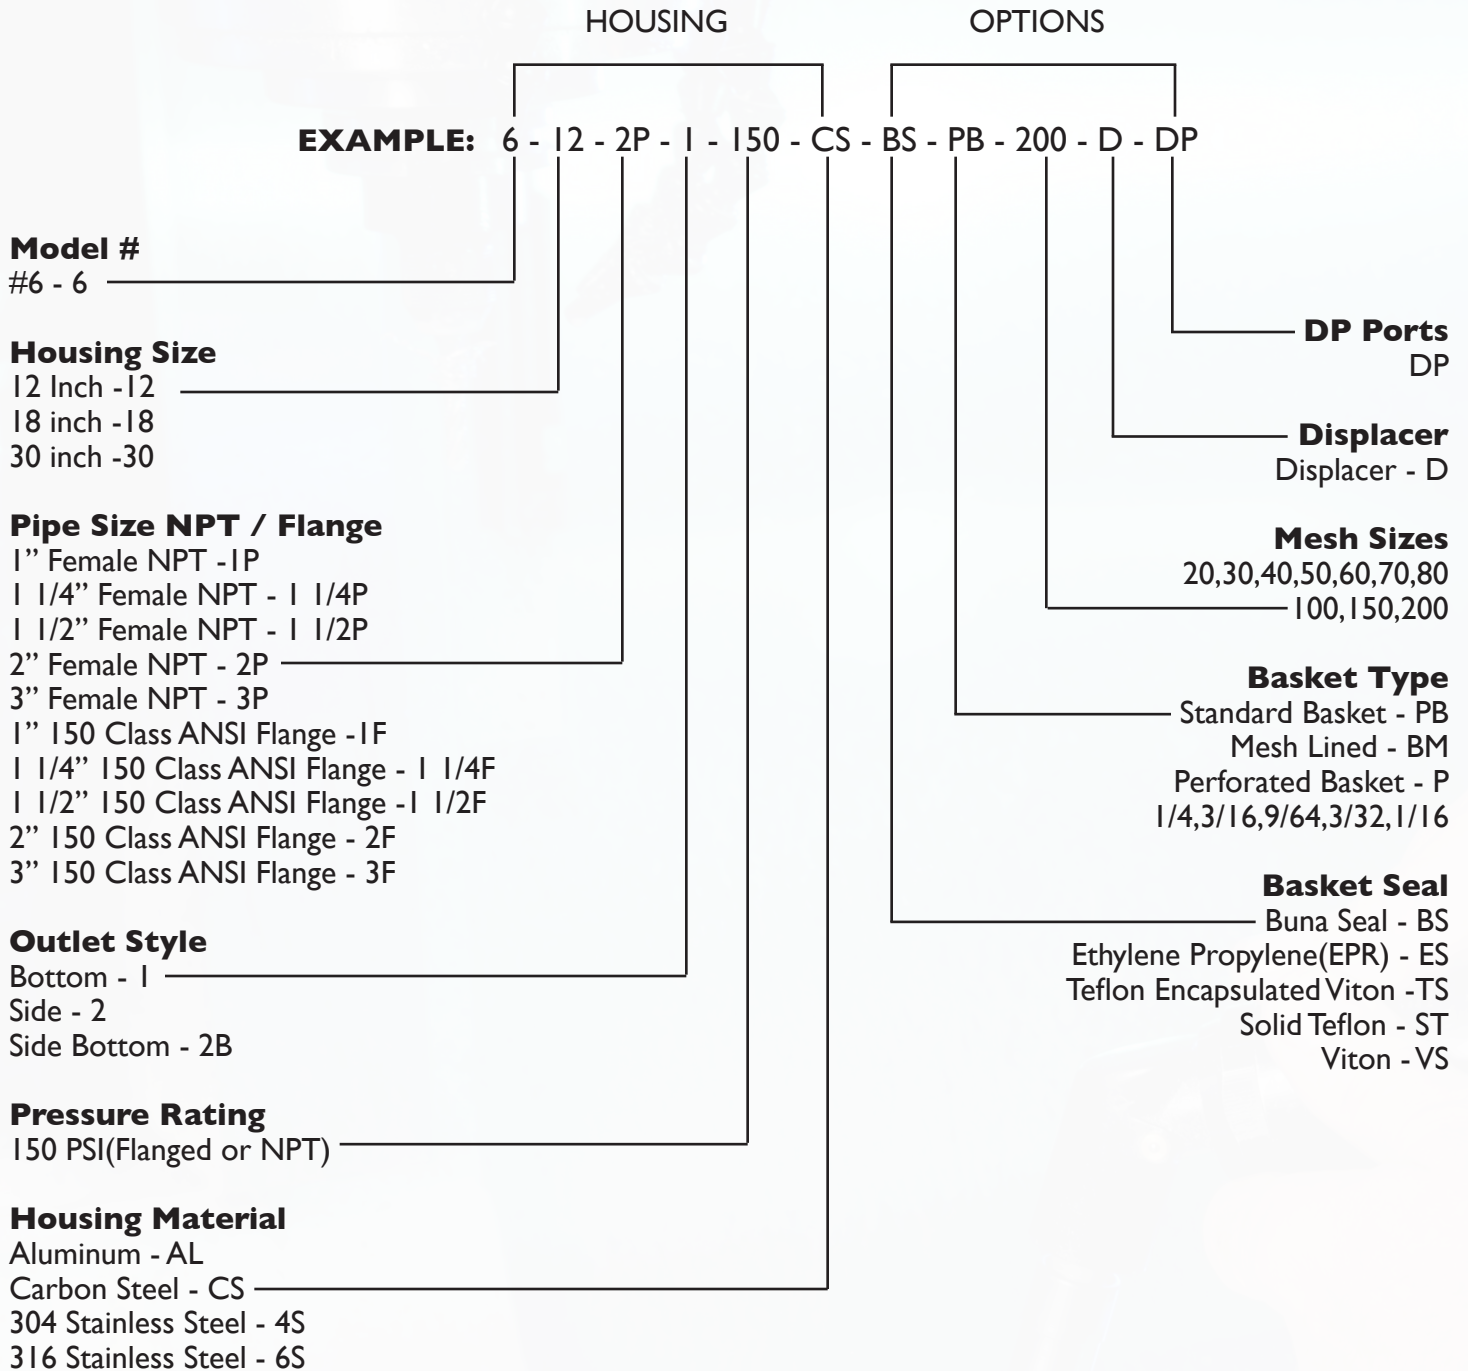 HOUSING OPTIONS
EXAMPLE: 6 - 12 - 2P - 1 - 150 - CS - BS - PB - 200 - D - DP
Model #
#6 - 6
Housing Size
12 Inch -12
18 inch -18
30 inch -30
Pipe Size NPT / Flange
1” Female NPT -1P
1 1/4” Female NPT - 1 1/4P
1 1/2” Female NPT - 1 1/2P
2” Female NPT - 2P
3” Female NPT - 3P
1” 150 Class ANSI Flange -1F
1 1/4” 150 Class ANSI Flange - 1 1/4F
1 1/2” 150 Class ANSI Flange -1 1/2F
2” 150 Class ANSI Flange - 2F
3” 150 Class ANSI Flange - 3F
Outlet Style
Bottom - 1
Side - 2
Side Bottom - 2B
Pressure Rating
150 PSI(Flanged or NPT)
Housing Material
Aluminum - AL
Carbon Steel - CS
304 Stainless Steel - 4S
316 Stainless Steel - 6S
DP Ports
DP
Displacer
Displacer - D
Mesh Sizes
20,30,40,50,60,70,80
100,150,200
Basket Type
Standard Basket - PB
Mesh Lined - BM
Perforated Basket - P
1/4,3/16,9/64,3/32,1/16
Basket Seal
Buna Seal - BS
Ethylene Propylene(EPR) - ES
Teflon Encapsulated Viton -TS
Solid Teflon - ST
Viton - VS